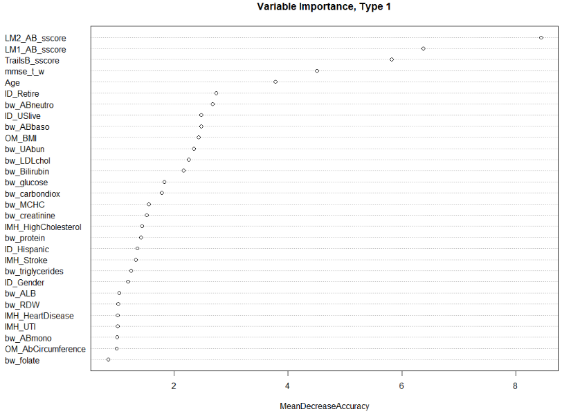 Variable Importance, Type 1
LM2_AB_sscore
LM1_AB_sscore
TrailsB_sscore
mmse_t_w
Age
ID_Retire
bw_ABneutro
ID_USlive
bw_ABbaso
OM_BMI
bw_UAbun
bw_LDLchol
bw_Bilirubin
bw_glucose
bw_carbondiox
bw_MCHC
bw_creatinine
IMH_HighCholesterol
bw_protein
ID_Hispanic
IMH_Stroke
bw_triglycerides
ID_Gender
bw_ALB
bw_RDW
IMH_HeartDisease
IMH_UTI
bw_ABmono
OM_AbCircumference
bw_folate
2 4 6 8
MeanDecreaseAccuracy